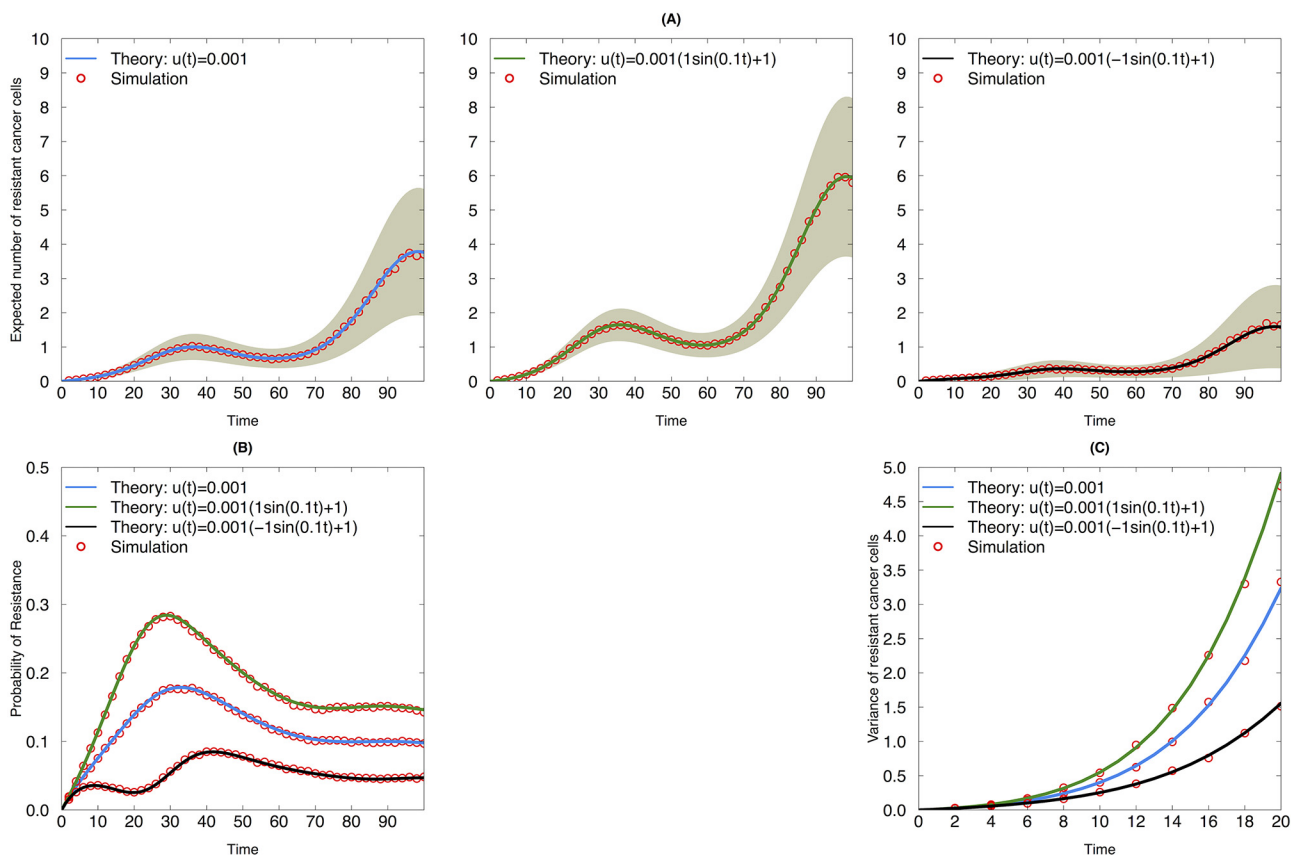 (A)
Theory: u(t)=0.001
Simulation
Expected number of resistant cancer cells
10
9
8
7
6
5
4
3
2
1
0
0 10 20 30 40 50 60 70 80 90
Time
Theory: u(t)=0.001(1sin(0.1t)+1)
Simulation
10
9
8
7
6
5
4
3
2
1
0
0 10 20 30 40 50 60 70 80 90
Time
Theory: u(t)=0.001(−1sin(0.1t)+1)
Simulation
10
9
8
7
6
5
4
3
2
1
0
0 10 20 30 40 50 60 70 80 90
Time
(B)
Theory: u(t)=0.001
Theory: u(t)=0.001(1sin(0.1t)+1)
Theory: u(t)=0.001(−1sin(0.1t)+1)
Simulation
Probability of Resistance
0.5
0.4
0.3
0.2
0.1
0.0
0 10 20 30 40 50 60 70 80 90
Time
(C)
Theory: u(t)=0.001
Theory: u(t)=0.001(1sin(0.1t)+1)
Theory: u(t)=0.001(−1sin(0.1t)+1)
Simulation
Variance of resistant cancer cells
5.0
4.5
4.0
3.5
3.0
2.5
2.0
1.5
1.0
0.5
0.0
0 2 4 6 8 10 12 14 16 18 20
Time